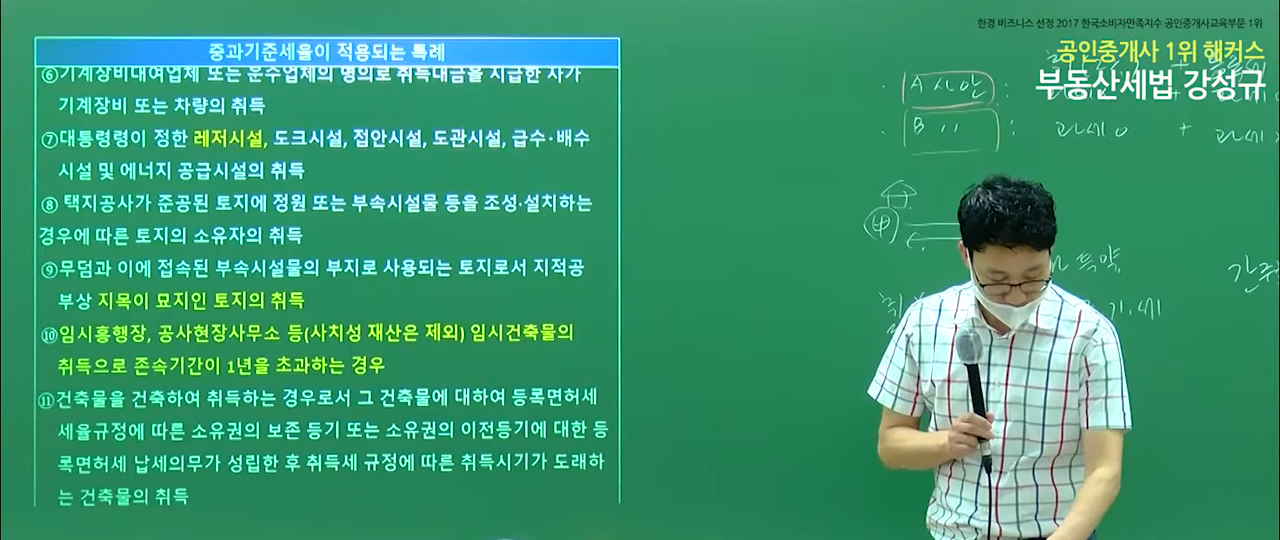 한경 비즈니스 선정 2017 한국소비자만족지수 공인중개사교육부문 1위
공인중개사 1위 해커스
부동산세법 강성규
중과기준세율이 적용되는 특례
⑥기계장비대여업체 또는 운수업체의 명의로 취득대금을 지급한 자가
기계장비 또는 차량의 취득
⑦대통령령이 정한 레저시설, 도크시설, 접안시설, 도관시설, 급수·배수
시설 및 에너지 공급시설의 취득
⑧ 택지공사가 준공된 토지에 정원 또는 부속시설물 등을 조성·설치하는
경우에 따른 토지의 소유자의 취득
⑨무덤과 이에 접속된 부속시설물의 부지로 사용되는 토지로서 지적공
부상 지목이 묘지인 토지의 취득
⑩임시흥행장, 공사현장사무소 등(사치성 재산은 제외) 임시건축물의
취득으로 존속기간이 1년을 초과하는 경우
⑪건축물을 건축하여 취득하는 경우로서 그 건축물에 대하여 등록면허세
세율규정에 따른 소유권의 보존 등기 또는 소유권의 이전등기에 대한 등
록면허세 납세의무가 성립한 후 취득세 규정에 따른 취득시기가 도래하
는 건축물의 취득
· A 시안 :
· B 〃 : 과세 o + 과세
甲
특약